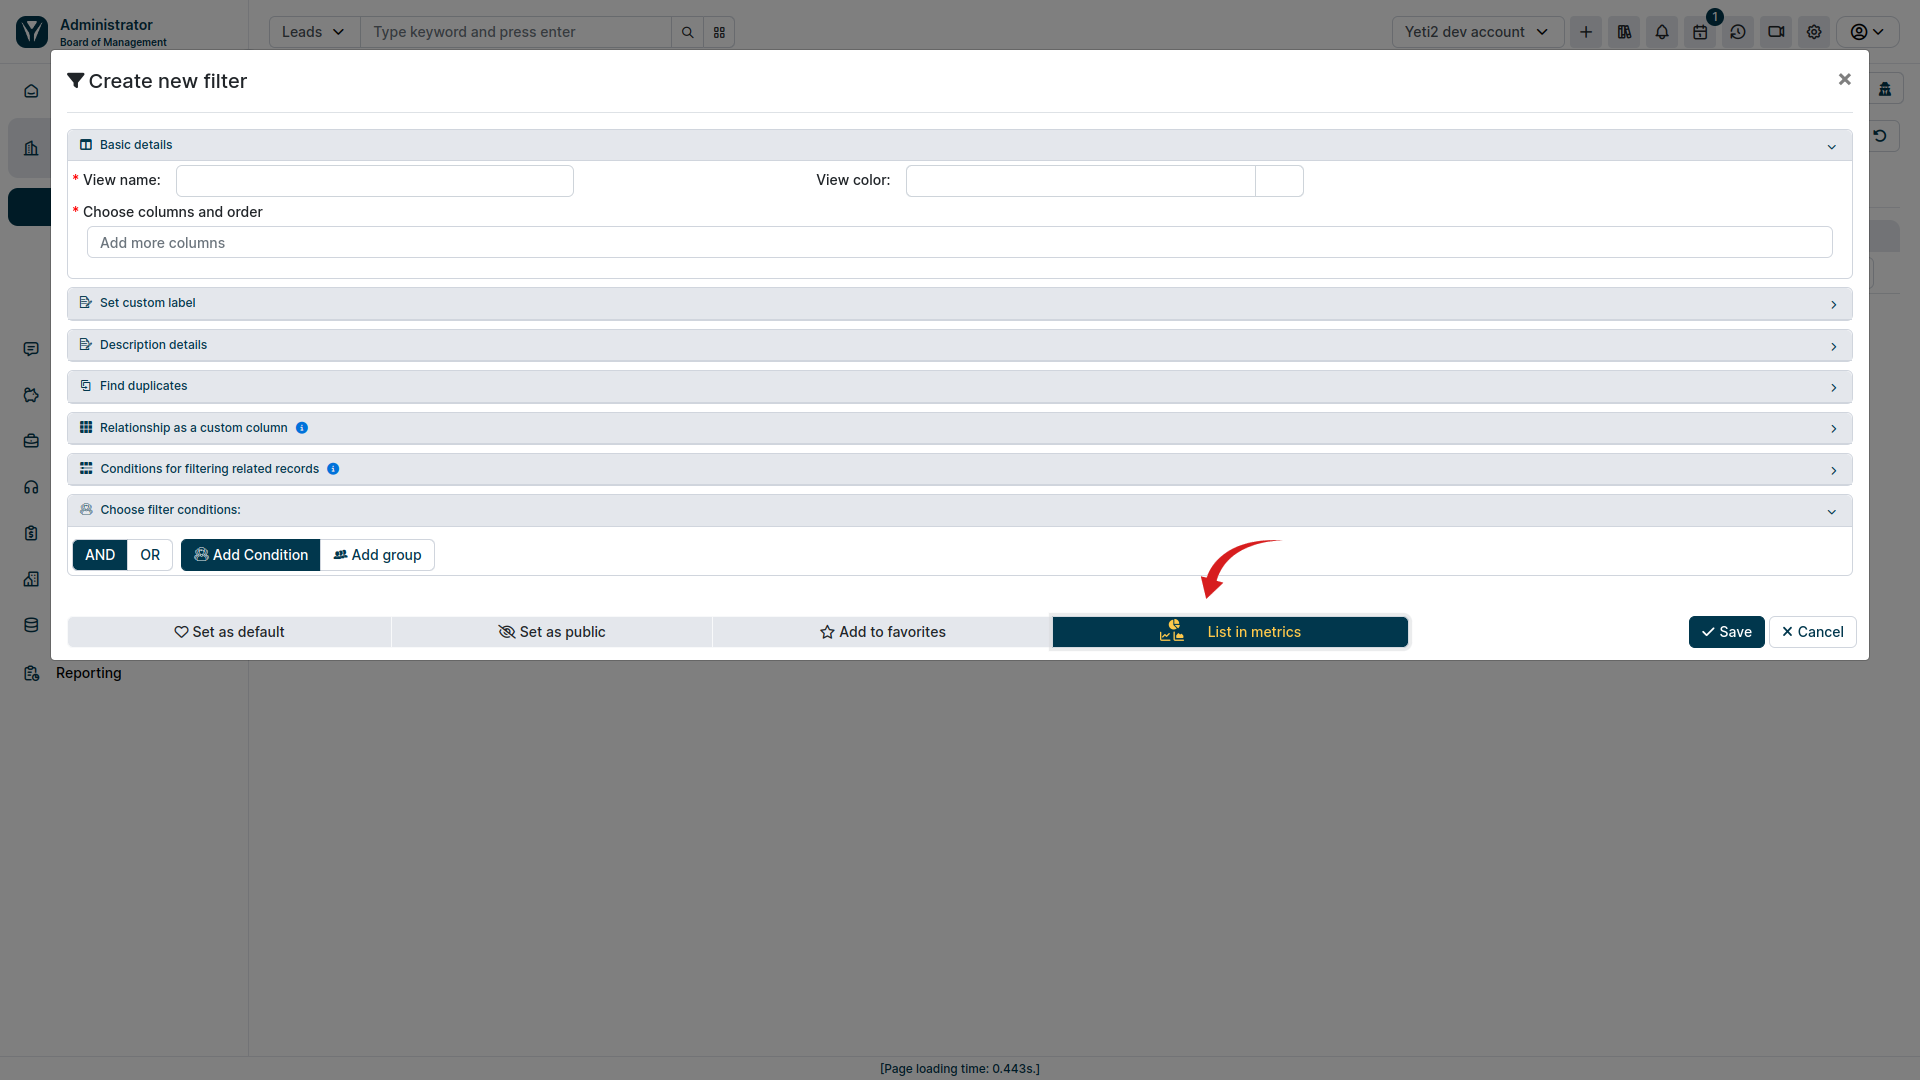 Administrator
Board of Management
Leads
Type keyword and press enter
Yeti2 dev account
1
Create new filter
Basic details
* View name:
View color:
* Choose columns and order
Add more columns
Set custom label
Description details
Find duplicates
Relationship as a custom column
Conditions for filtering related records
Choose filter conditions:
AND OR Add Condition Add group
Set as default
Set as public
Add to favorites
List in metrics
Save
Cancel
Reporting
[Page loading time: 0.443s.]